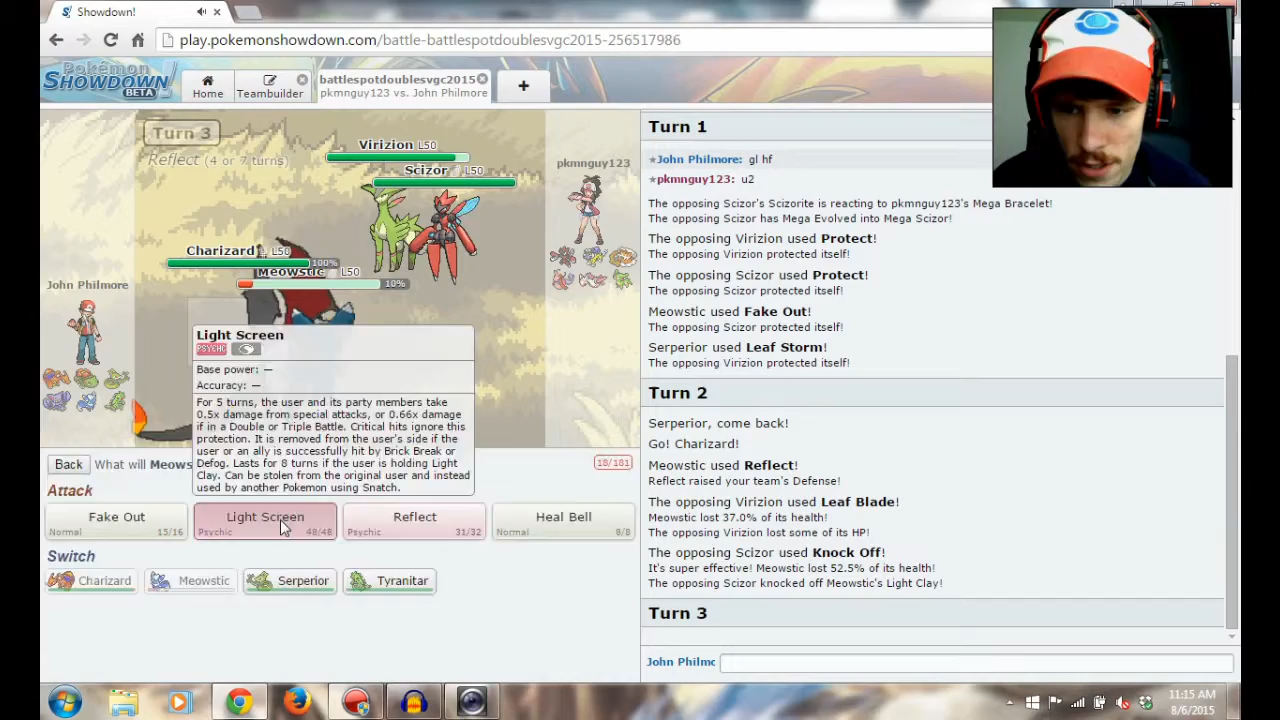 Showdown!
play.pokemonshowdown.com/battle-battlespotdoublesvgc2015-256517986
Pokémon
SHOWDOWN
BETA
Home
Teambuilder
battlespotdoublesvgc2015
pkmnguy123 vs. John Philmore
+
Turn 3
Reflect (4 or 7 turns)
Virizion L50
Scizor L50
pkmnguy123
Charizard L50
100%
Meowstic L50
10%
John Philmore
Light Screen
PSYCHC
Base power: —
Accuracy: —
For 5 turns, the user and its party members take
0.5x damage from special attacks, or 0.66x damage
if in a Double or Triple Battle. Critical hits ignore this
protection. It is removed from the user's side if the
user or an ally is successfully hit by Brick Break or
Defog. Lasts for 8 turns if the user is holding Light
Clay. Can be stolen from the original user and instead
used by another Pokemon using Snatch.
Back
What will Meows
18/181
Attack
Fake Out
Normal 15/16
Light Screen
Psychic 48/48
Reflect
Psychic 31/32
Heal Bell
Normal 8/8
Switch
Charizard
Meowstic
Serperior
Tyranitar
Turn 1
★John Philmore: gl hf
★pkmnguy123: u2
The opposing Scizor's Scizorite is reacting to pkmnguy123's Mega Bracelet!
The opposing Scizor has Mega Evolved into Mega Scizor!
The opposing Virizion used Protect!
The opposing Virizion protected itself!
The opposing Scizor used Protect!
The opposing Scizor protected itself!
Meowstic used Fake Out!
The opposing Scizor protected itself!
Serperior used Leaf Storm!
The opposing Virizion protected itself!
Turn 2
Serperior, come back!
Go! Charizard!
Meowstic used Reflect!
Reflect raised your team's Defense!
The opposing Virizion used Leaf Blade!
Meowstic lost 37.0% of its health!
The opposing Virizion lost some of its HP!
The opposing Scizor used Knock Off!
It's super effective! Meowstic lost 52.5% of its health!
The opposing Scizor knocked off Meowstic's Light Clay!
Turn 3
John Philmc
11:15 AM
8/6/2015